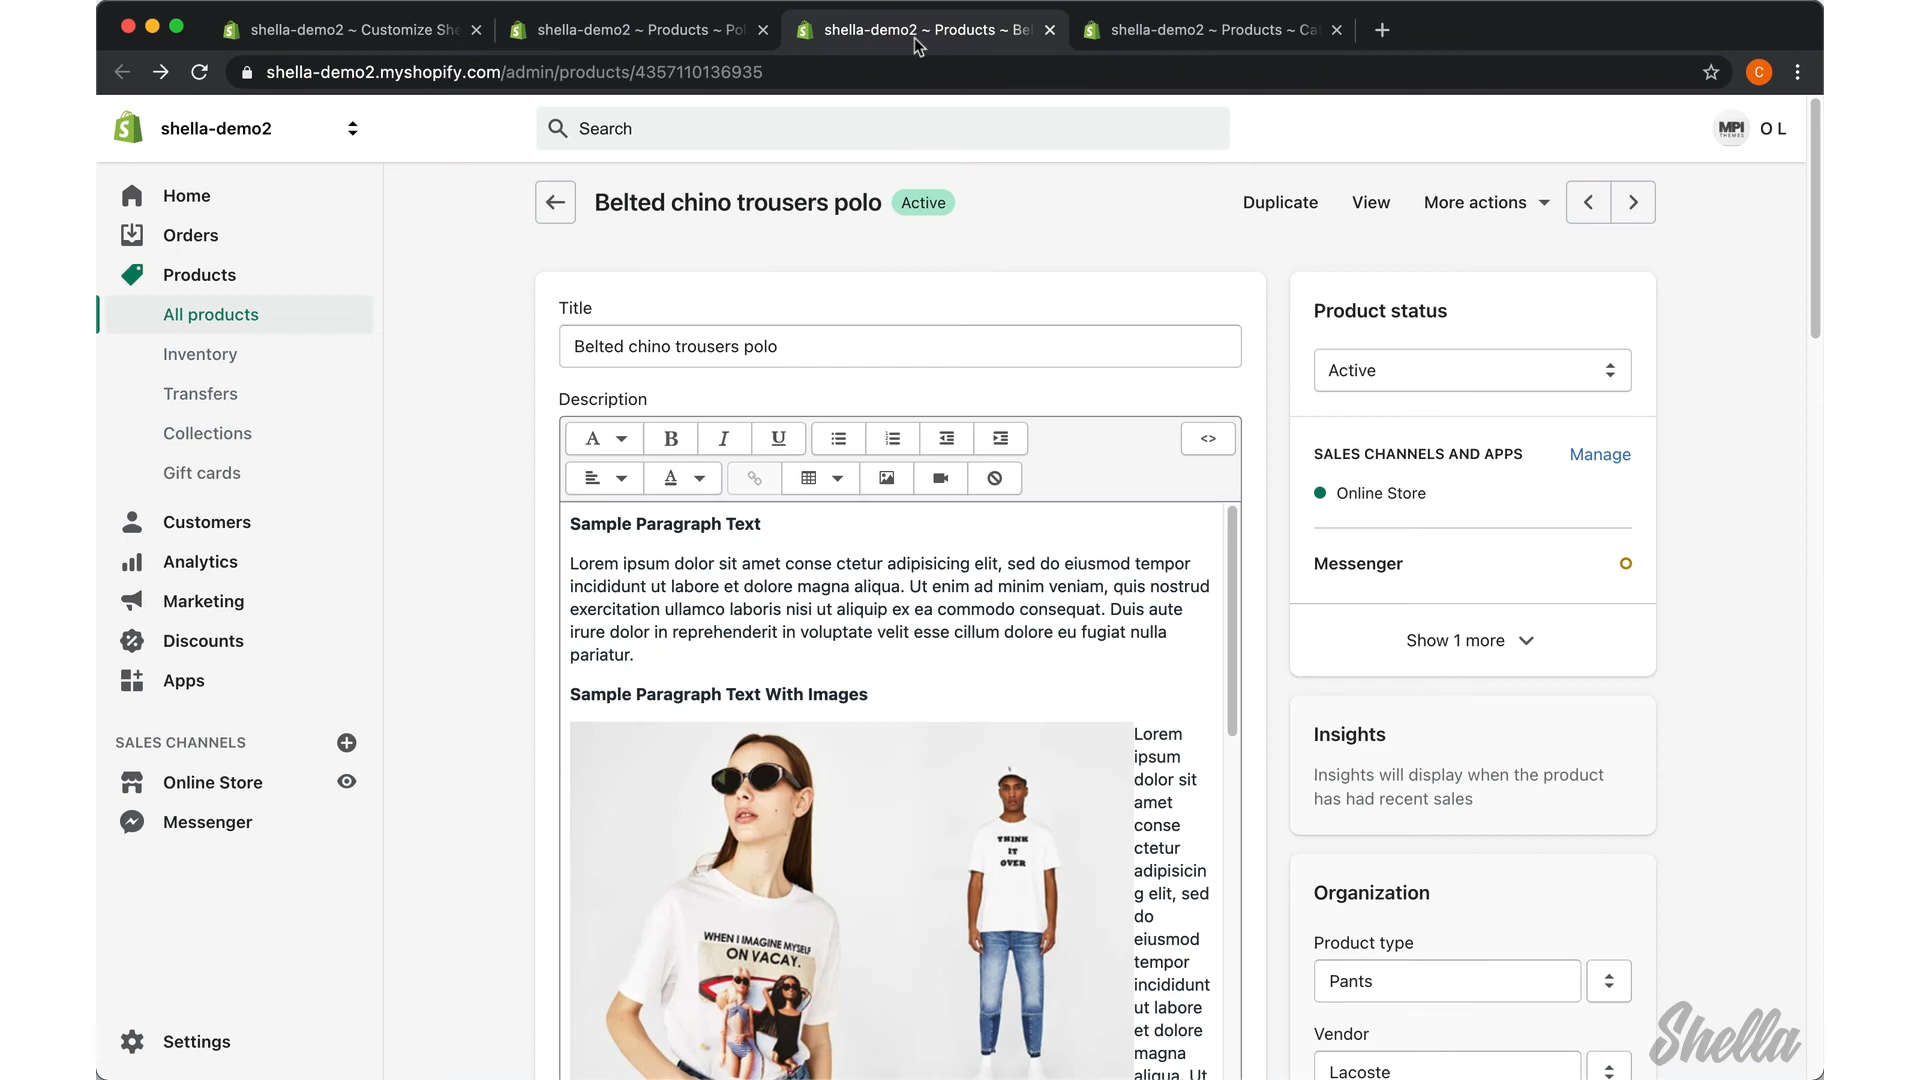 shella-demo2 ~ Customize She
shella-demo2 ~ Products ~ Pol
shella-demo2 ~ Products ~ Bel
shella-demo2 ~ Products ~ Cat
shella-demo2.myshopify.com/admin/products/4357110136935
C
shella-demo2
Search
MPI
THEMES
O L
Home
Orders
Products
All products
Inventory
Transfers
Collections
Gift cards
Customers
Analytics
Marketing
Discounts
Apps
SALES CHANNELS
Online Store
Messenger
Settings
Belted chino trousers polo
Active
Duplicate
View
More actions
Title
Belted chino trousers polo
Description
A
B
I
U
<>
A
Sample Paragraph Text
Lorem ipsum dolor sit amet conse ctetur adipisicing elit, sed do eiusmod tempor
incididunt ut labore et dolore magna aliqua. Ut enim ad minim veniam, quis nostrud
exercitation ullamco laboris nisi ut aliquip ex ea commodo consequat. Duis aute
irure dolor in reprehenderit in voluptate velit esse cillum dolore eu fugiat nulla
pariatur.
Sample Paragraph Text With Images
WHEN I IMAGINE MYSELF
ON VACAY.
THINK
IT
OVER
Lorem
ipsum
dolor sit
amet
conse
ctetur
adipisicin
g elit, sed
do
eiusmod
tempor
incididunt
ut labore
et dolore
magna
aliqua. Ut
Product status
Active
SALES CHANNELS AND APPS
Manage
Online Store
Messenger
Show 1 more
Insights
Insights will display when the product
has had recent sales
Organization
Product type
Pants
Vendor
Lacoste
Shella